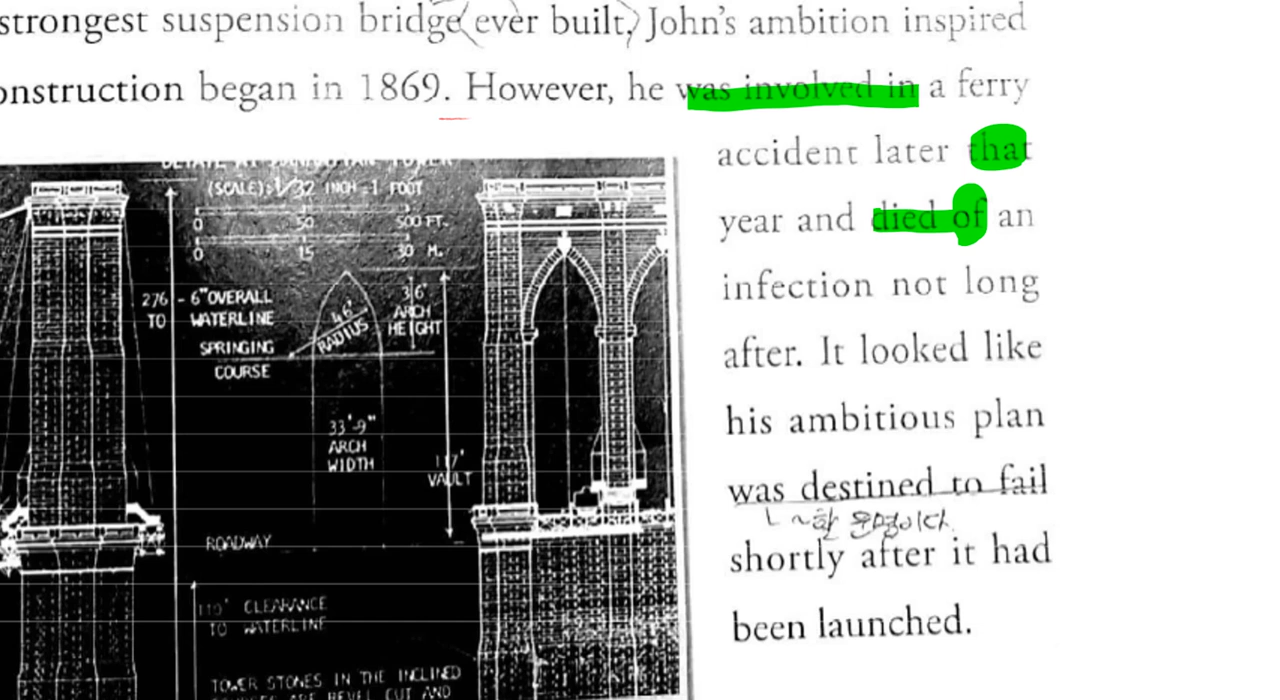 strongest suspension bridge ever built, John's ambition inspired
onstruction began in 1869. However, he was involved in a ferry
accident later that
year and died of an
infection not long
after. It looked like
his ambitious plan
was destined to fail
~할 운명이다.
shortly after it had
been launched.
(SCALE): 1/32 INCH = 1 FOOT
0 50 500 FT.
0 15 30 M.
276 - 6" OVERALL
TO WATERLINE
SPRINGING
COURSE
46'
RADIUS
36'
ARCH
HEIGHT
33'-9"
ARCH
WIDTH
117'
VAULT
ROADWAY
119' CLEARANCE
TO WATERLINE
TOWER STONES IN THE INCLINED
CUT AND